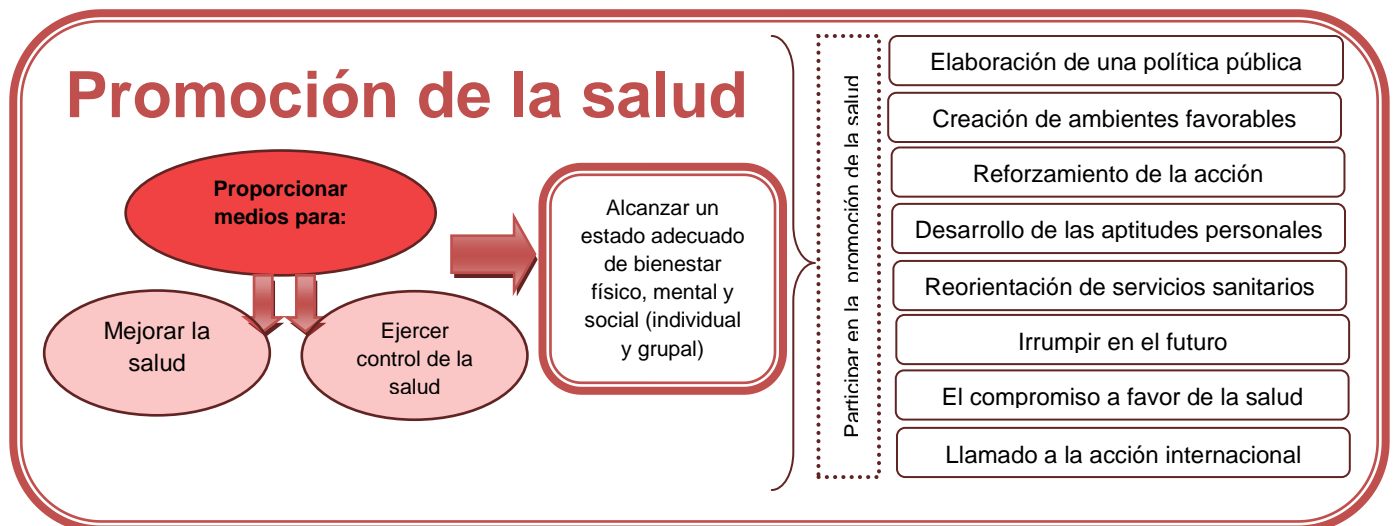 Promoción de la salud
Proporcionar
medios para:
Mejorar la
salud
Ejercer
control de la
salud
Alcanzar un
estado adecuado
de bienestar
físico, mental y
social (individual
y grupal)
Participar en la promoción de la salud
Elaboración de una política pública
Creación de ambientes favorables
Reforzamiento de la acción
Desarrollo de las aptitudes personales
Reorientación de servicios sanitarios
Irrumpir en el futuro
El compromiso a favor de la salud
Llamado a la acción internacional